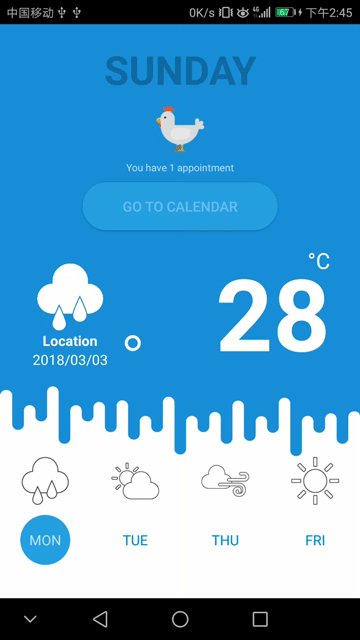 中国移动 0K/s 4G 67 下午2:45
SUNDAY
You have 1 appointment
GO TO CALENDAR
°C
28
Location
2018/03/03
MON TUE THU FRI